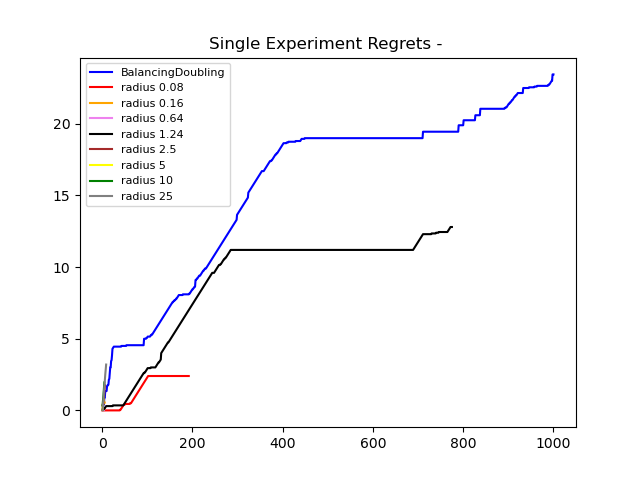 Single Experiment Regrets -
BalancingDoubling
radius 0.08
radius 0.16
radius 0.64
radius 1.24
radius 2.5
radius 5
radius 10
radius 25
20
15
10
5
0
0 200 400 600 800 1000